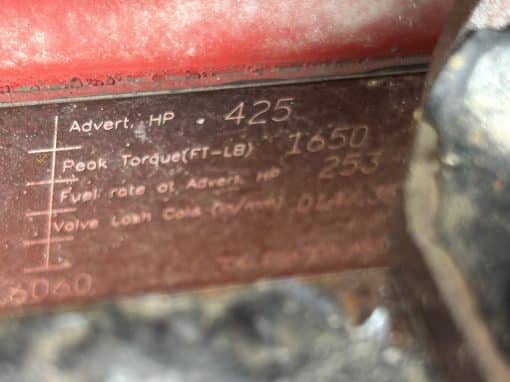 Advert. HP 425
Peak Torque(FT-LB) 1650
Fuel rate at Advert. HP 253
Valve Lash Cold
6060